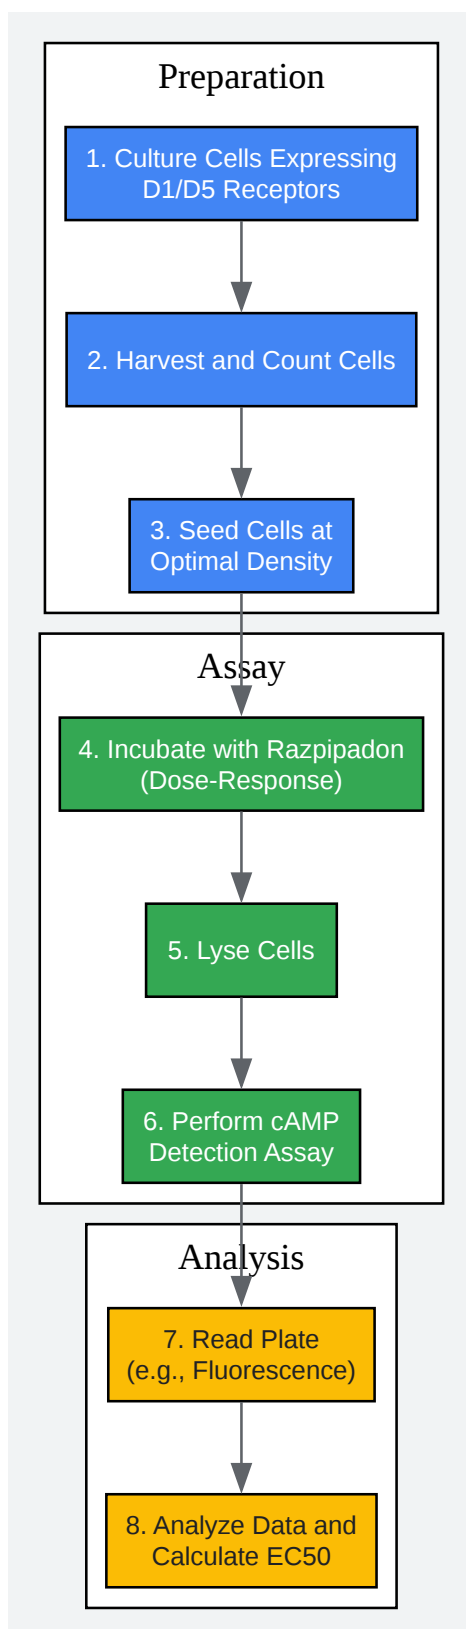 Preparation
1. Culture Cells Expressing
D1/D5 Receptors
2. Harvest and Count Cells
3. Seed Cells at
Optimal Density
Assay
4. Incubate with Razpipadon
(Dose-Response)
5. Lyse Cells
6. Perform cAMP
Detection Assay
Analysis
7. Read Plate
(e.g., Fluorescence)
8. Analyze Data and
Calculate EC50